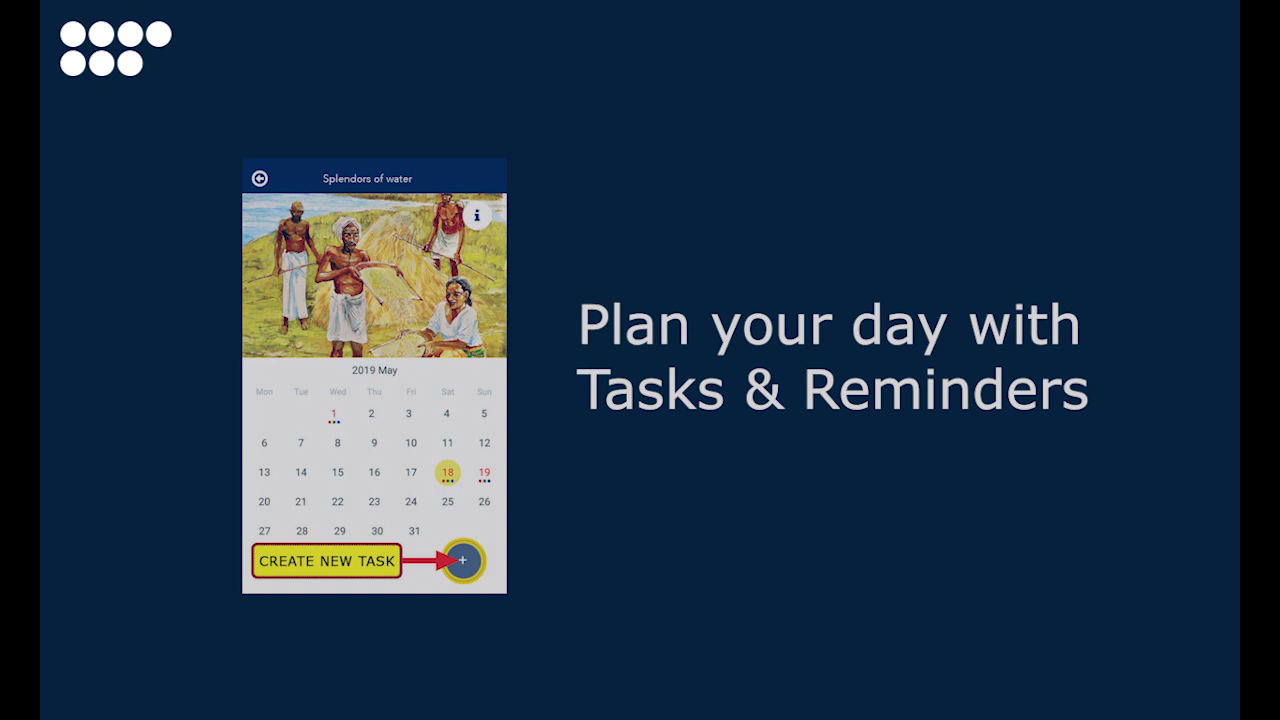 Splendors of water
i
2019 May
Mon Tue Wed Thu Fri Sat Sun
1 2 3 4 5
6 7 8 9 10 11 12
13 14 15 16 17 18 19
20 21 22 23 24 25 26
27 28 29 30 31
CREATE NEW TASK +
Plan your day with
Tasks & Reminders